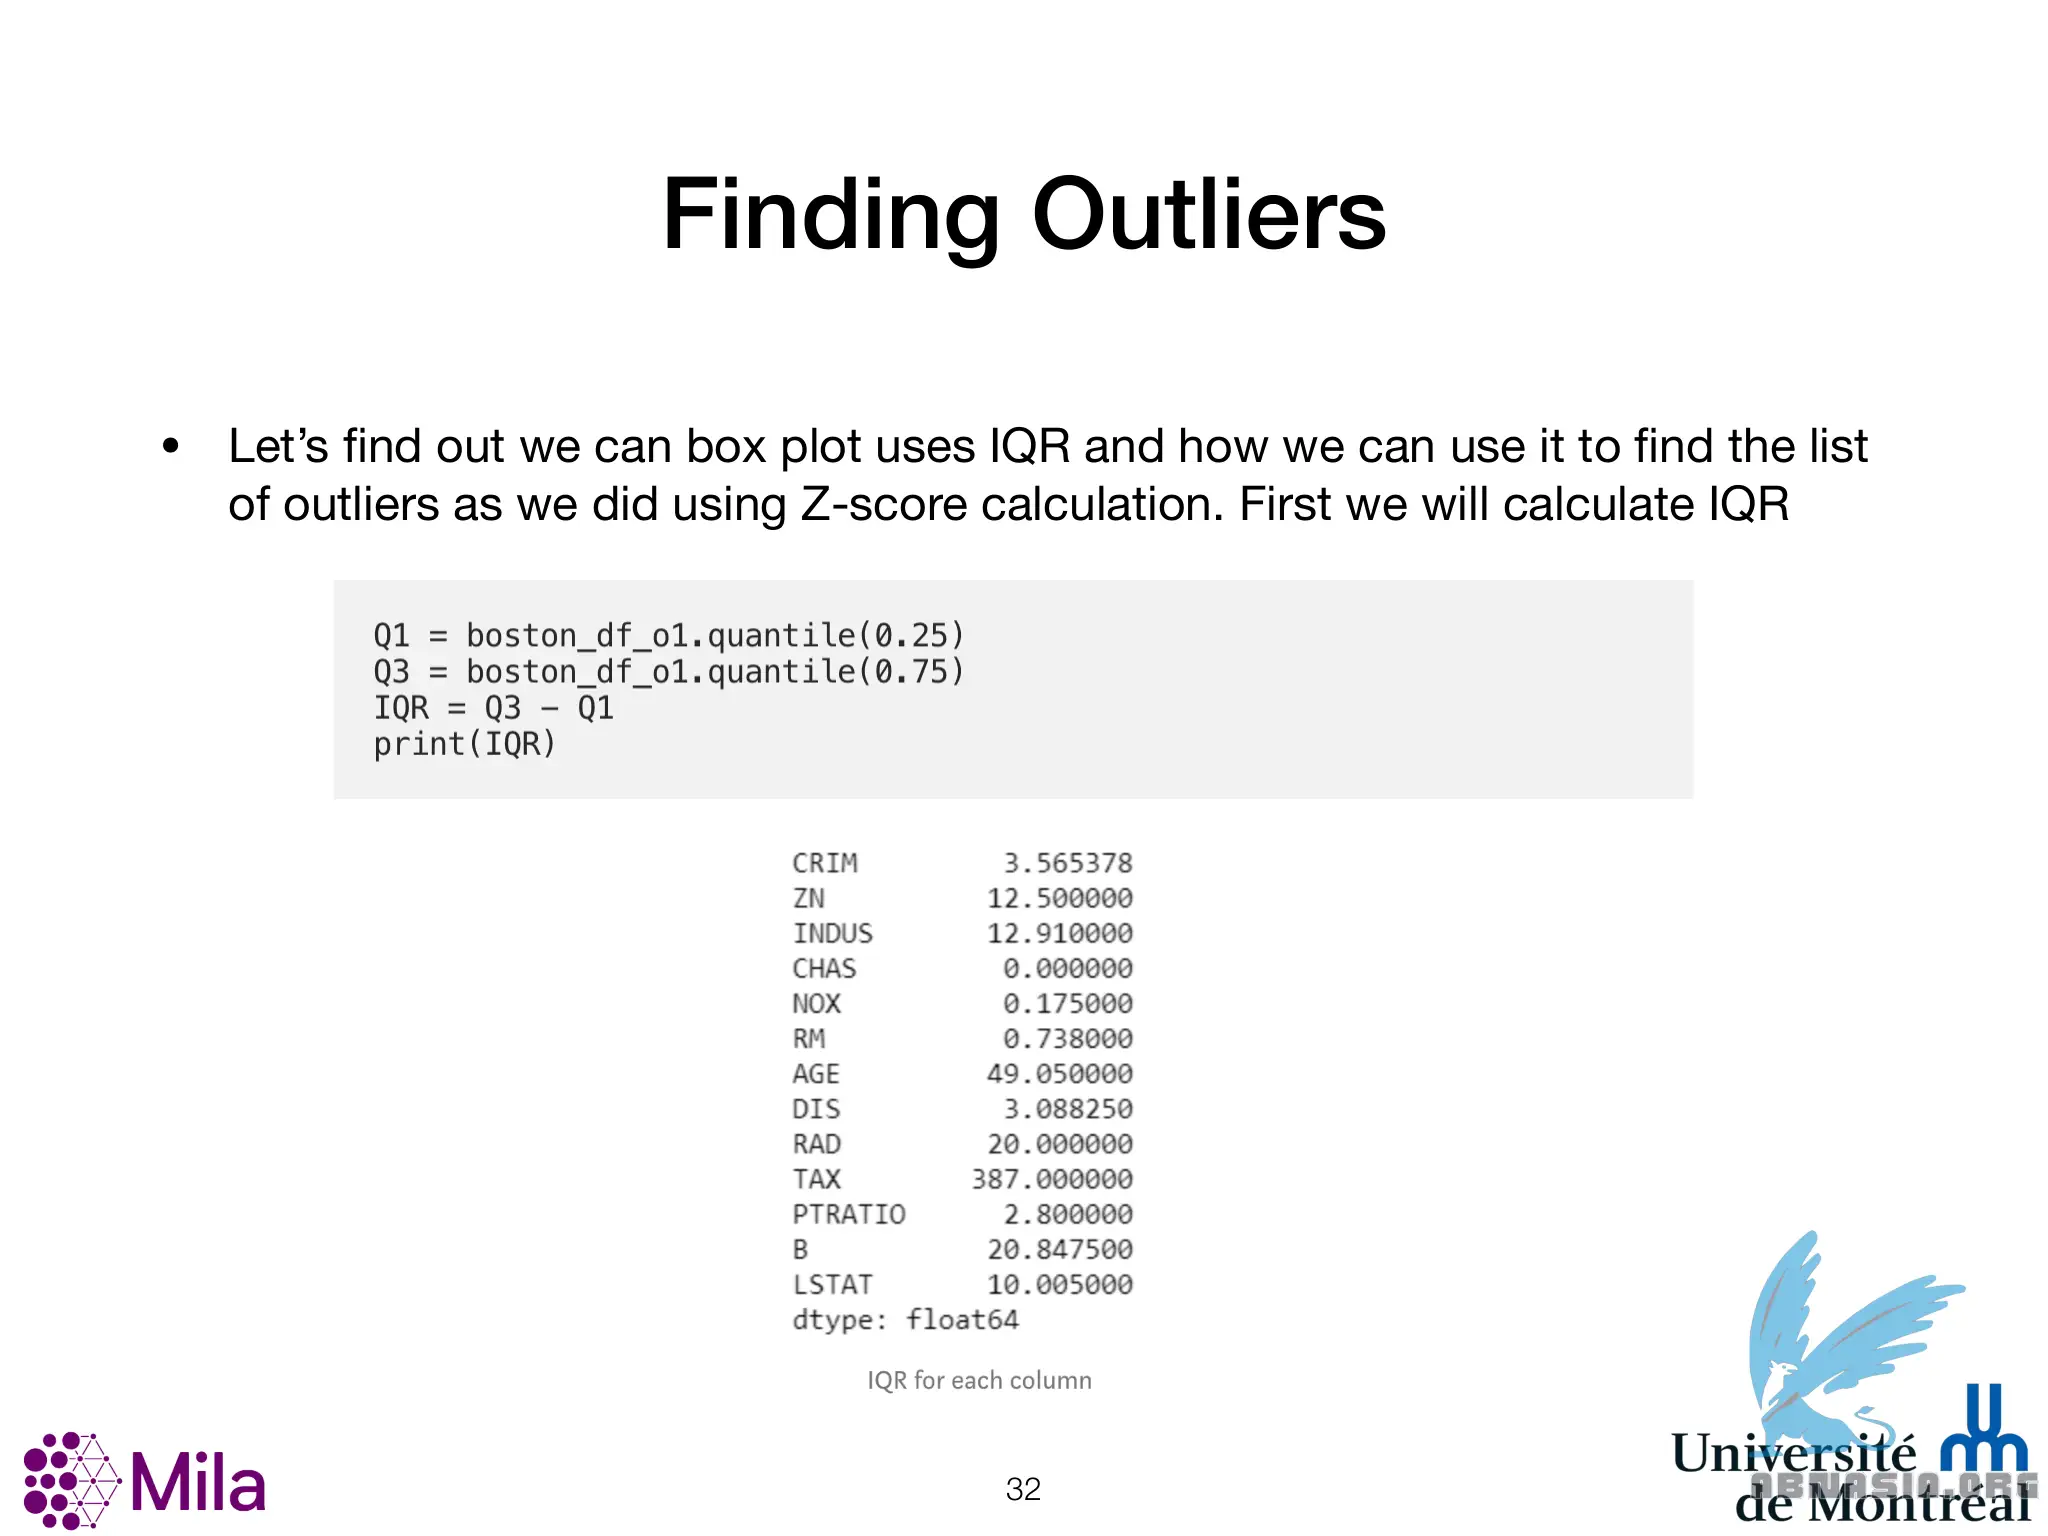 Finding Outliers
• Let’s find out we can box plot uses IQR and how we can use it to find the list
of outliers as we did using Z-score calculation. First we will calculate IQR
Q1 = boston_df_o1.quantile(0.25)
Q3 = boston_df_o1.quantile(0.75)
IQR = Q3 - Q1
print(IQR)
CRIM 3.565378
ZN 12.500000
INDUS 12.910000
CHAS 0.000000
NOX 0.175000
RM 0.738000
AGE 49.050000
DIS 3.088250
RAD 20.000000
TAX 387.000000
PTRATIO 2.800000
B 20.847500
LSTAT 10.005000
dtype: float64
IQR for each column
Mila
32
Université
de Montréal
ABNASIA.ORG